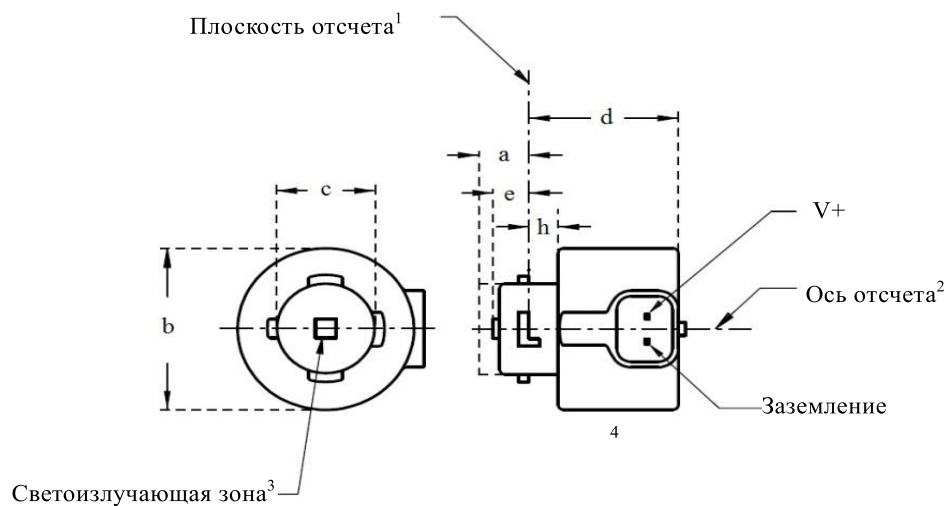 Плоскость отсчета¹
d
a
c
e
V+
h
Ось отсчета²
b
Заземление
4
Светоизлучающая зона³